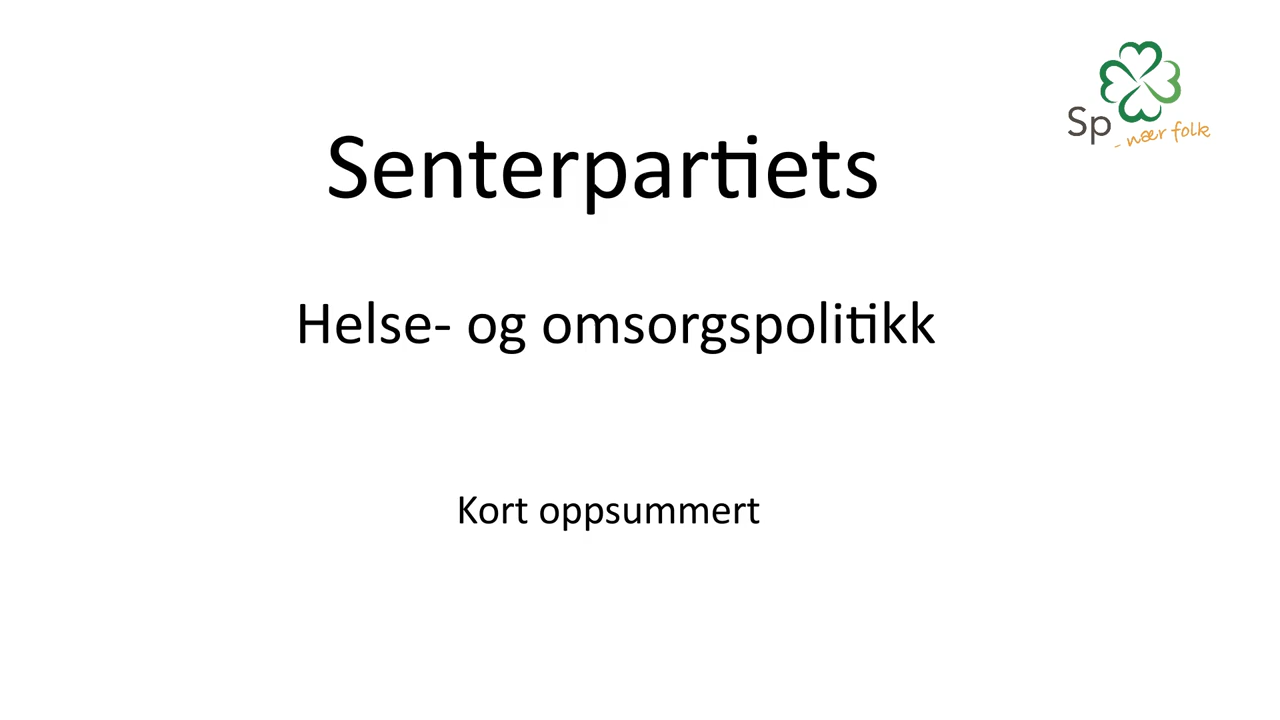 Senterpartiets
Helse- og omsorgspolitikk
Kort oppsummert
Sp
- nær folk